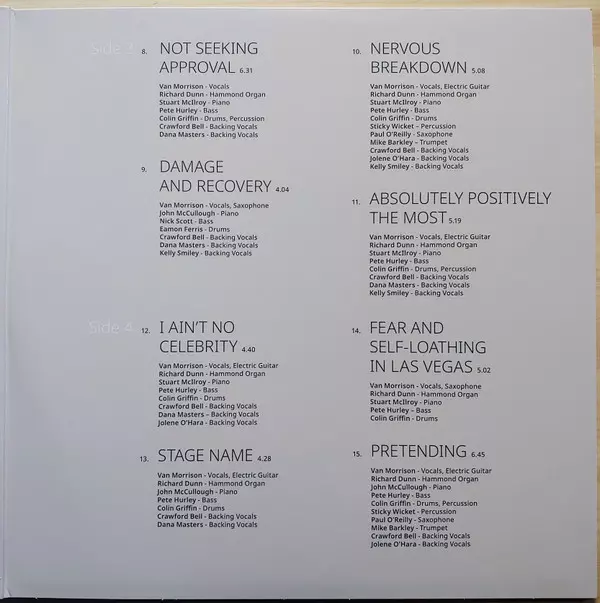 Side 3
8. NOT SEEKING
APPROVAL 6.31
Van Morrison - Vocals
Richard Dunn - Hammond Organ
Stuart McIlroy - Piano
Pete Hurley - Bass
Colin Griffin - Drums, Percussion
Crawford Bell - Backing Vocals
Dana Masters - Backing Vocals
9. DAMAGE
AND RECOVERY 4.04
Van Morrison - Vocals, Saxophone
John McCullough - Piano
Nick Scott - Bass
Eamon Ferris - Drums
Crawford Bell - Backing Vocals
Dana Masters - Backing Vocals
Kelly Smiley - Backing Vocals
10. NERVOUS
BREAKDOWN 5.08
Van Morrison - Vocals, Electric Guitar
Richard Dunn - Hammond Organ
Stuart McIlroy - Piano
Pete Hurley - Bass
Colin Griffin - Drums
Sticky Wicket – Percussion
Paul O'Reilly - Saxophone
Mike Barkley – Trumpet
Crawford Bell - Backing Vocals
Jolene O'Hara - Backing Vocals
Kelly Smiley - Backing Vocals
11. ABSOLUTELY POSITIVELY
THE MOST 5.19
Van Morrison - Vocals, Electric Guitar
Richard Dunn - Hammond Organ
Stuart McIlroy - Piano
Pete Hurley - Bass
Colin Griffin - Drums, Percussion
Crawford Bell - Backing Vocals
Dana Masters - Backing Vocals
Kelly Smiley - Backing Vocals
Side 4
12. I AIN'T NO
CELEBRITY 4.40
Van Morrison - Vocals, Electric Guitar
Richard Dunn - Hammond Organ
Stuart McIlroy - Piano
Pete Hurley - Bass
Colin Griffin - Drums
Crawford Bell - Backing Vocals
Dana Masters – Backing Vocals
Jolene O'Hara - Backing Vocals
13. STAGE NAME 4.28
Van Morrison - Vocals, Electric Guitar
Richard Dunn - Hammond Organ
John McCullough - Piano
Pete Hurley - Bass
Colin Griffin - Drums
Crawford Bell - Backing Vocals
Dana Masters - Backing Vocals
14. FEAR AND
SELF-LOATHING
IN LAS VEGAS 5.02
Van Morrison - Vocals, Saxophone
Richard Dunn - Hammond Organ
Stuart McIlroy - Piano
Pete Hurley – Bass
Colin Griffin - Drums
15. PRETENDING 6.45
Van Morrison - Vocals, Electric Guitar
Richard Dunn - Hammond Organ
John McCullough - Piano
Pete Hurley - Bass
Colin Griffin - Drums, Percussion
Sticky Wicket - Percussion
Paul O'Reilly - Saxophone
Mike Barkley - Trumpet
Crawford Bell - Backing Vocals
Jolene O'Hara - Backing Vocals